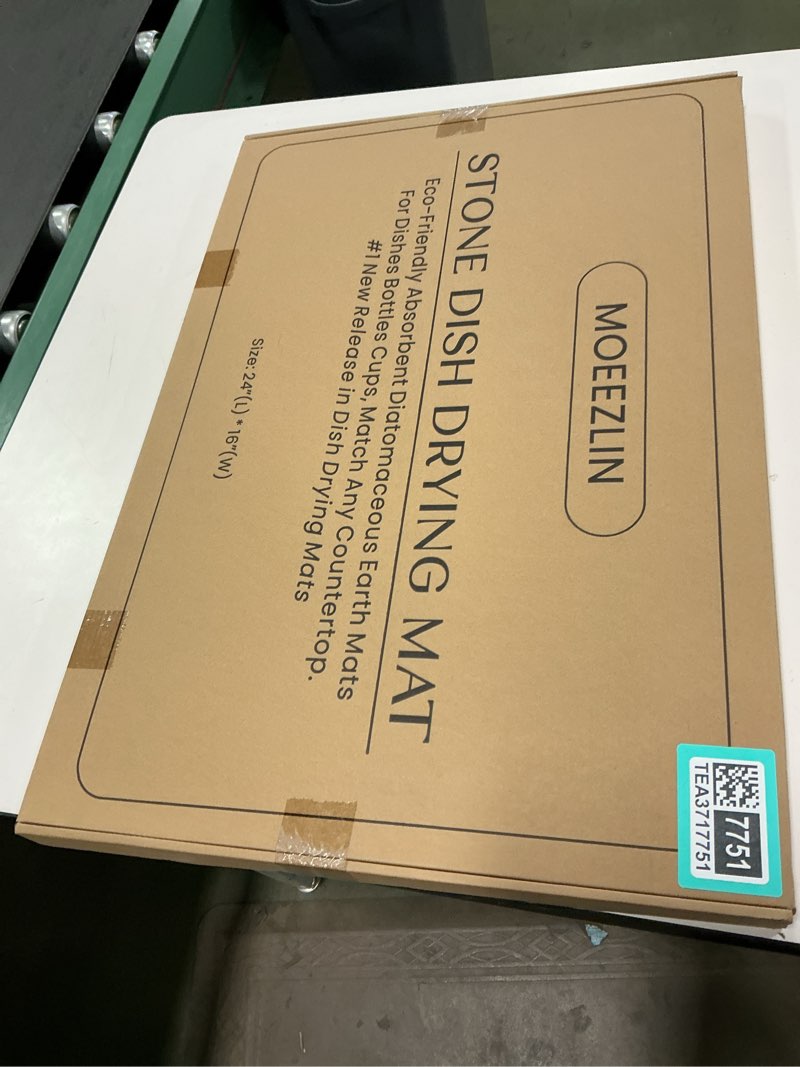 MOEEZLIN
STONE DISH DRYING MAT
Eco-Friendly Absorbent Diatomaceous Earth Mats
For Dishes Bottles Cups, Match Any Countertop.
#1 New Release in Dish Drying Mats
Size: 24"(L) * 16"(W)
7751
TEA3717751